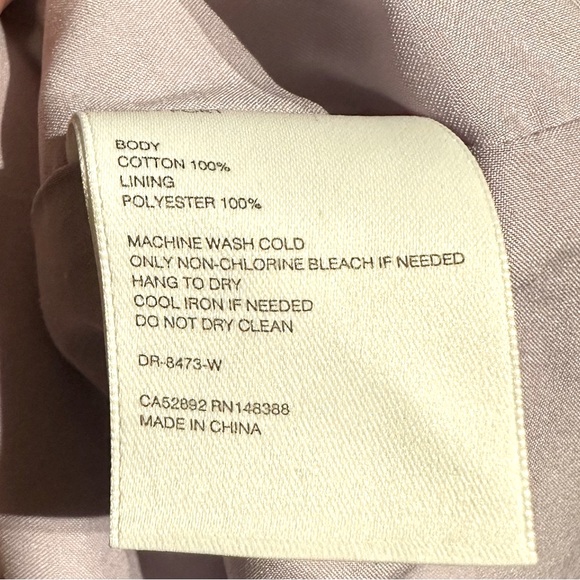 BODY
COTTON 100%
LINING
POLYESTER 100%
MACHINE WASH COLD
ONLY NON-CHLORINE BLEACH IF NEEDED
HANG TO DRY
COOL IRON IF NEEDED
DO NOT DRY CLEAN
DR-8473-W
CA52892 RN148388
MADE IN CHINA